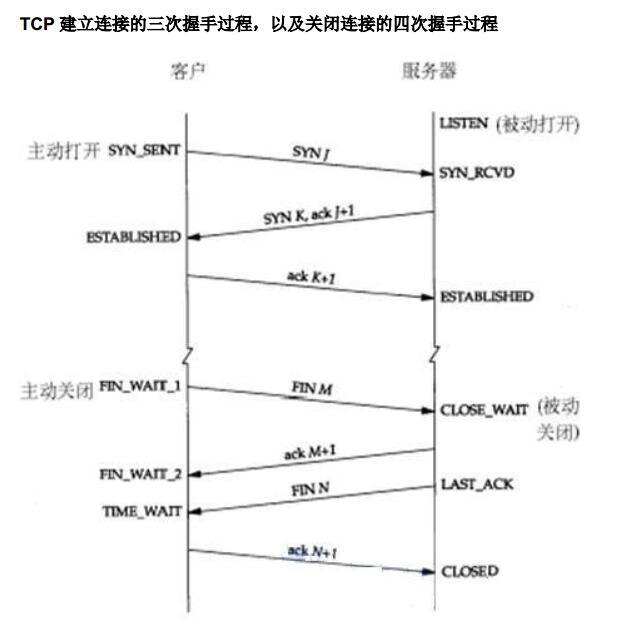 TCP 建立连接的三次握手过程，以及关闭连接的四次握手过程
客户
服务器
LISTEN (被动打开)
主动打开 SYN_SENT
SYN J
SYN_RCVD
SYN K, ack J+1
ESTABLISHED
ack K+1
ESTABLISHED
主动关闭 FIN_WAIT_1
FIN M
CLOSE_WAIT (被动
关闭)
ack M+1
FIN_WAIT_2
FIN N
LAST_ACK
TIME_WAIT
ack N+1
CLOSED